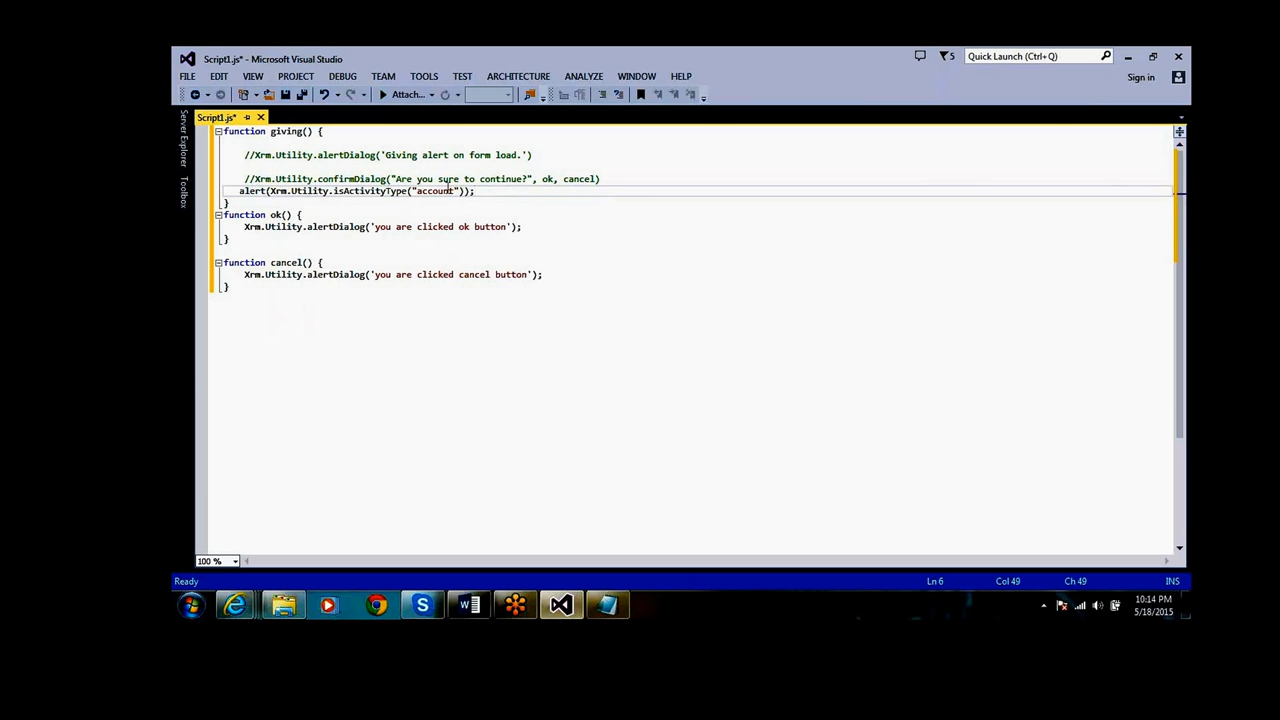 Script1.js* - Microsoft Visual Studio
5
Quick Launch (Ctrl+Q)
FILE EDIT VIEW PROJECT DEBUG TEAM TOOLS TEST ARCHITECTURE ANALYZE WINDOW HELP
Sign in
Attach...
Script1.js*
Server Explorer
Toolbox
function giving() {
//Xrm.Utility.alertDialog('Giving alert on form load.')
//Xrm.Utility.confirmDialog("Are you sure to continue?", ok, cancel)
alert(Xrm.Utility.isActivityType("account"));
}
function ok() {
Xrm.Utility.alertDialog('you are clicked ok button');
}
function cancel() {
Xrm.Utility.alertDialog('you are clicked cancel button');
}
100 %
Ready Ln 6 Col 49 Ch 49 INS
10:14 PM
5/18/2015